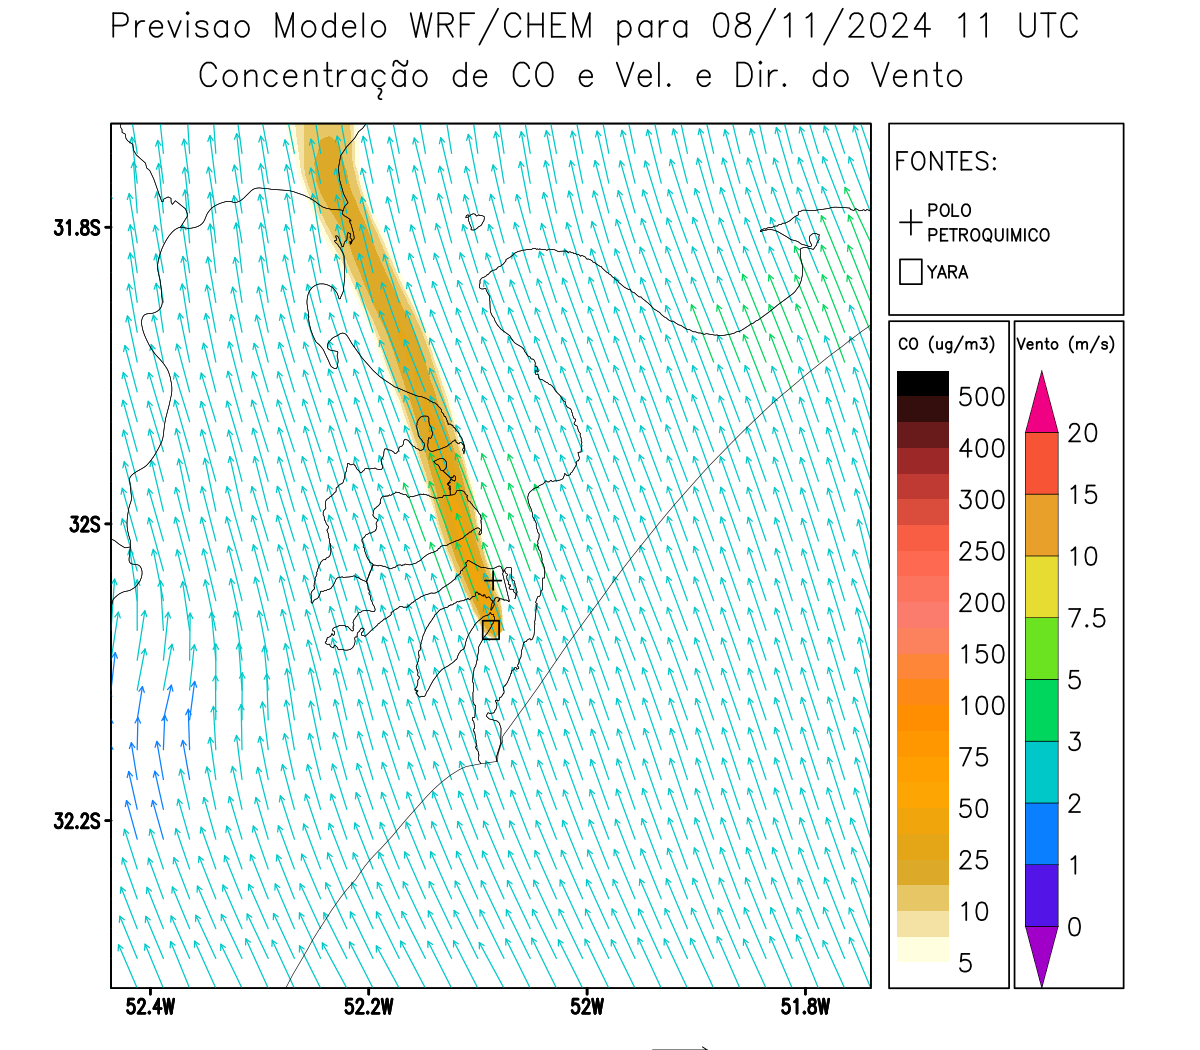 Previsao Modelo WRF/CHEM para 08/11/2024 11 UTC
Concentração de CO e Vel. e Dir. do Vento
FONTES:
POLO
PETROQUIMICO
YARA
CO (ug/m3)
500
400
300
250
200
150
100
75
50
25
10
5
Vento (m/s)
20
15
10
7.5
5
3
2
1
0
31.8S
32S
32.2S
52.4W
52.2W
52W
51.8W